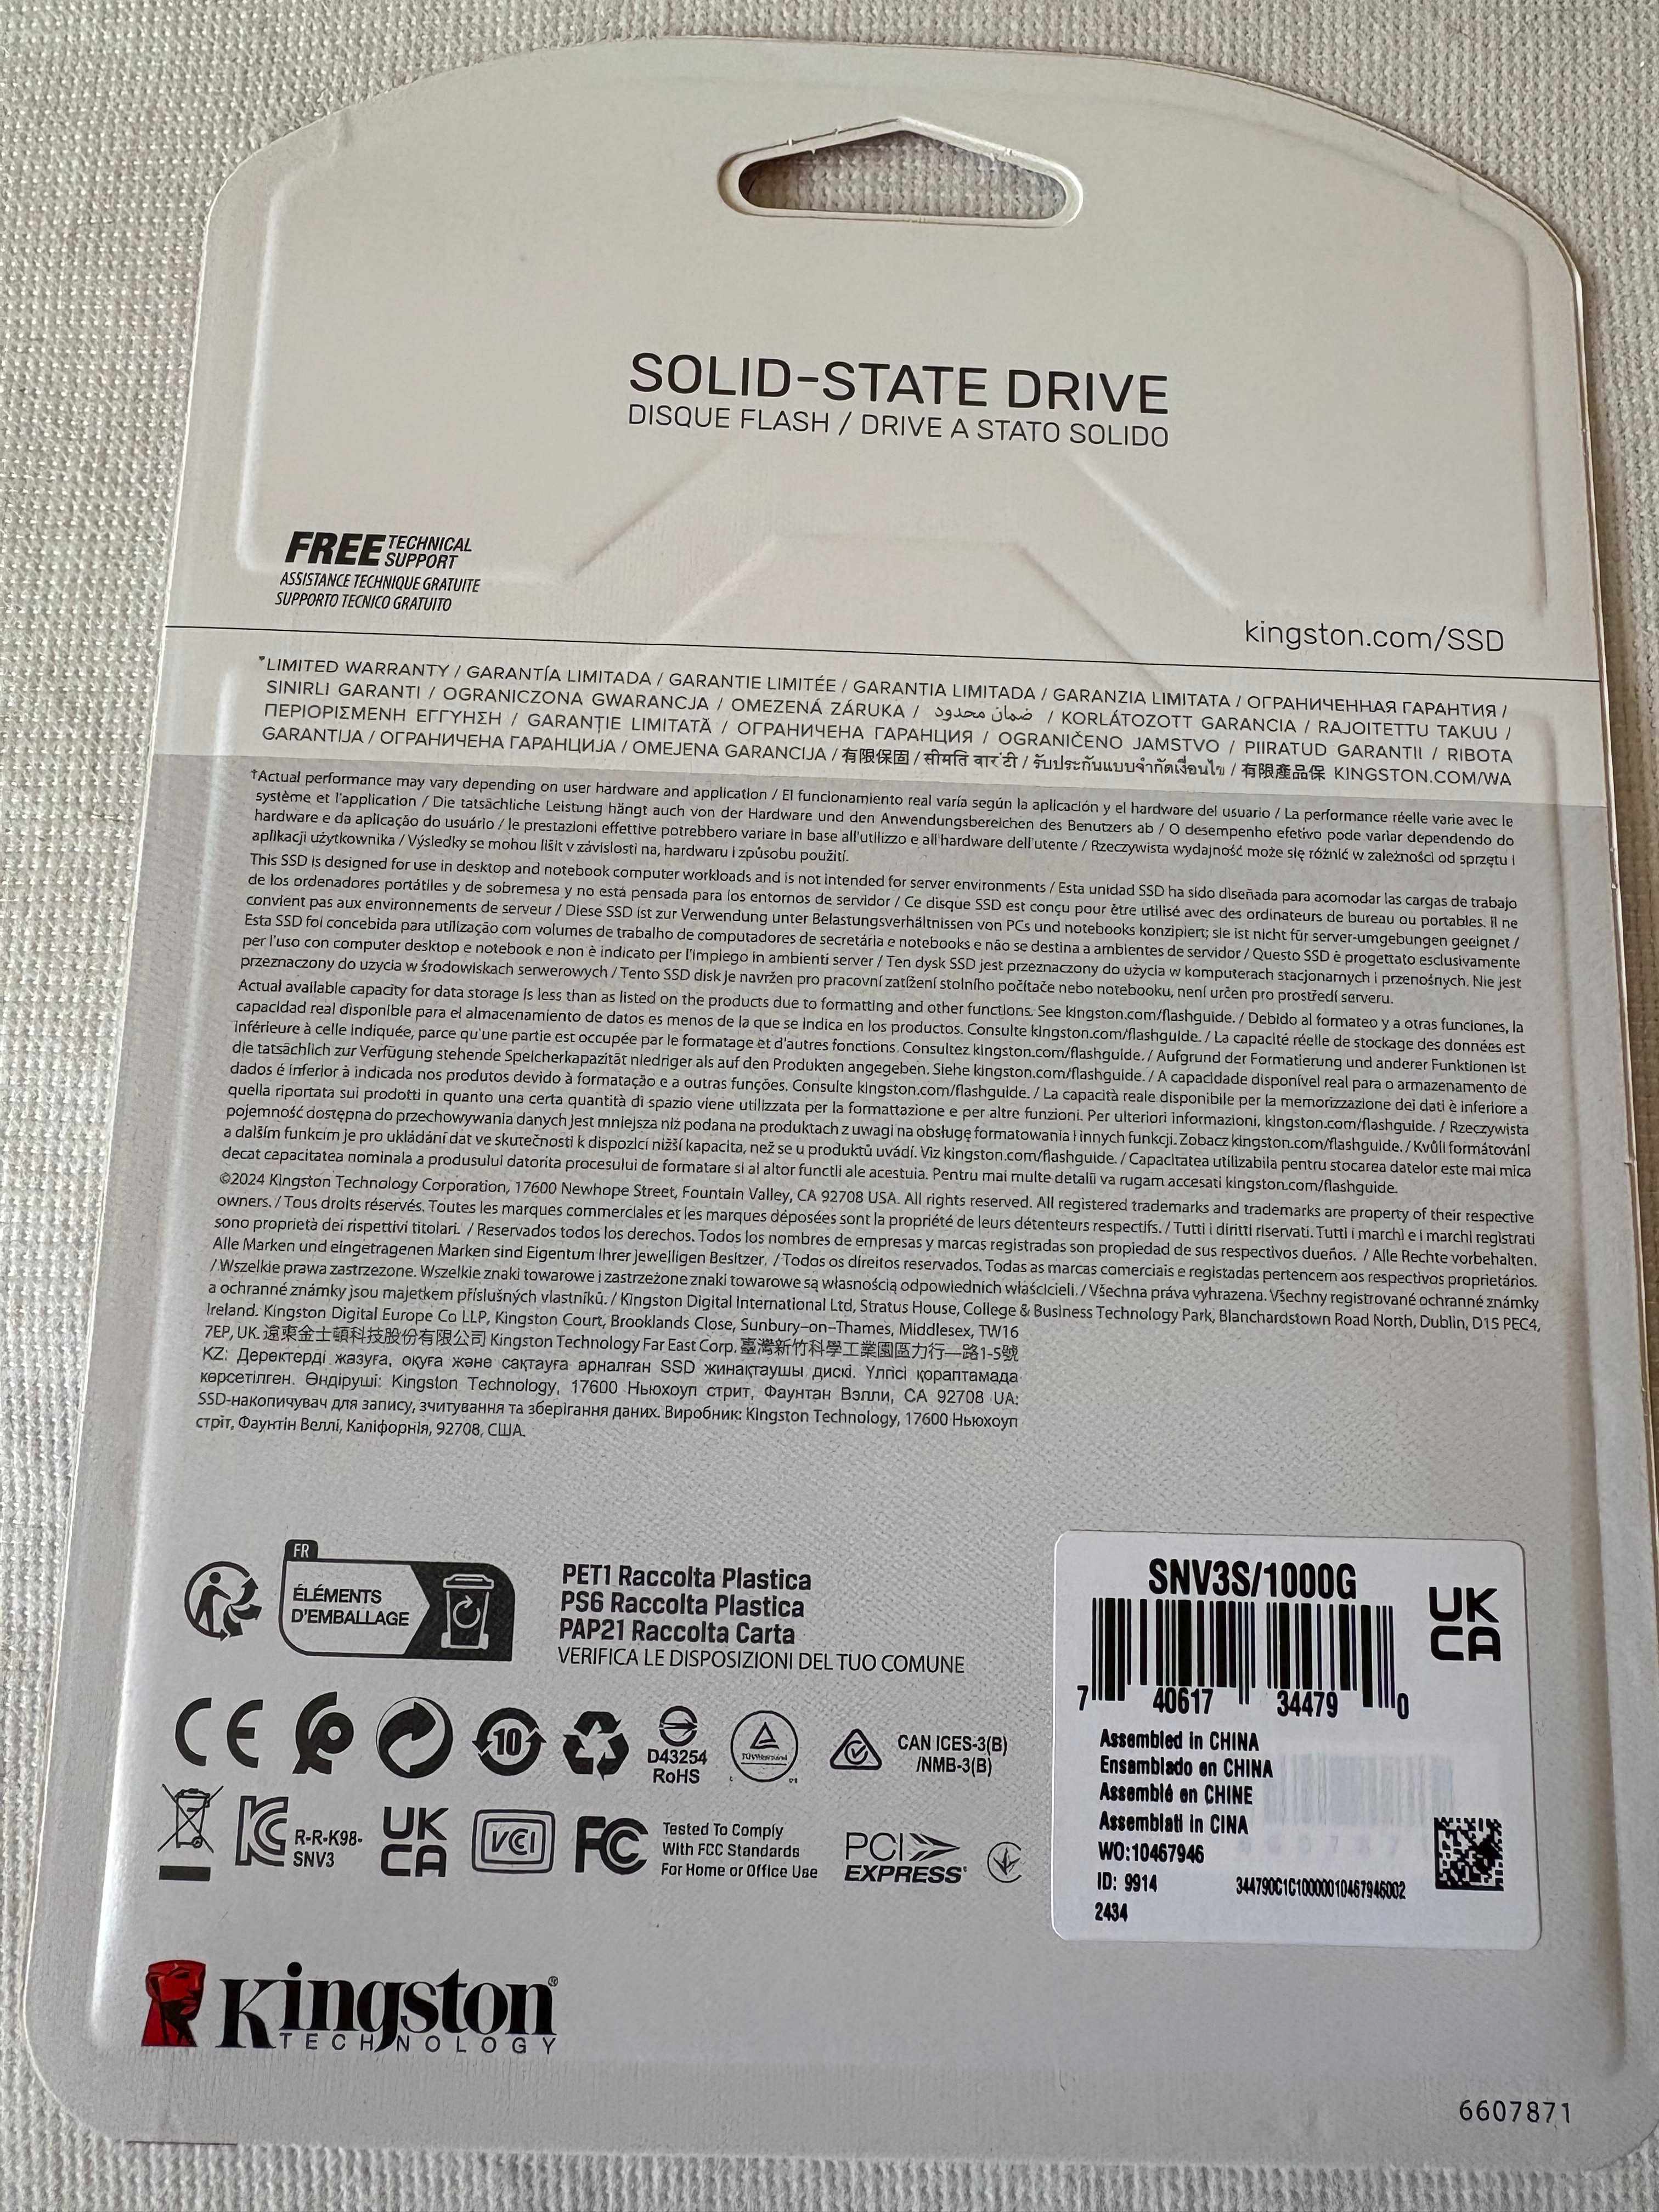 SOLID-STATE DRIVE
DISQUE FLASH / DRIVE A STATO SOLIDO
FREE TECHNICAL SUPPORT
ASSISTANCE TECHNIQUE GRATUITE
SUPPORTO TECNICO GRATUITO
kingston.com/SSD
*LIMITED WARRANTY / GARANTÍA LIMITADA / GARANTIE LIMITÉE / GARANTIA LIMITADA / GARANZIA LIMITATA / ОГРАНИЧЕННАЯ ГАРАНТИЯ /
SINIRLI GARANTI / OGRANICZONA GWARANCJA / OMEZENÁ ZÁRUKA / ضمان محدود / KORLÁTOZOTT GARANCIA / RAJOITETTU TAKUU /
ΠΕΡΙΟΡΙΣΜΕΝΗ ΕΓΓΥΗΣΗ / GARANȚIE LIMITATĂ / ОГРАНИЧЕНА ГАРАНЦИЯ / OGRANIČENO JAMSTVO / PIIRATUD GARANTII / RIBOTA
GARANTIJA / ОГРАНИЧЕНА ГАРАНЦИЈА / OMEJENA GARANCIJA / 有限保固 / सीमति वारंटी / รับประกันแบบจำกัดเงื่อนไข / 有限產品保 KINGSTON.COM/WA
†Actual performance may vary depending on user hardware and application / El funcionamiento real varía según la aplicación y el hardware del usuario / La performance réelle varie avec le
système et l'application / Die tatsächliche Leistung hängt auch von der Hardware und den Anwendungsbereichen des Benutzers ab / O desempenho efetivo pode variar dependendo do
hardware e da aplicação do usuário / le prestazioni effettive potrebbero variare in base all'utilizzo e all'hardware dell'utente / Rzeczywista wydajność może się różnić w zależności od sprzętu i
aplikacji użytkownika / Výsledky se mohou lišit v závislosti na, hardwaru i způsobu použití.
This SSD is designed for use in desktop and notebook computer workloads and is not intended for server environments / Esta unidad SSD ha sido diseñada para acomodar las cargas de trabajo
de los ordenadores portátiles y de sobremesa y no está pensada para los entornos de servidor / Ce disque SSD est conçu pour être utilisé avec des ordinateurs de bureau ou portables. Il ne
convient pas aux environnements de serveur / Diese SSD ist zur Verwendung unter Belastungsverhältnissen von PCs und notebooks konzipiert; sie ist nicht für server-umgebungen geeignet /
Esta SSD foi concebida para utilização com volumes de trabalho de computadores de secretária e notebooks e não se destina a ambientes de servidor / Questo SSD è progettato esclusivamente
per l'uso con computer desktop e notebook e non è indicato per l'impiego in ambienti server / Ten dysk SSD jest przeznaczony do użycia w komputerach stacjonarnych i przenośnych. Nie jest
przeznaczony do uzycia w środowiskach serwerowych / Tento SSD disk je navržen pro pracovní zatížení stolního počítače nebo notebooku, není určen pro prostředí serveru.
Actual available capacity for data storage is less than as listed on the products due to formatting and other functions. See kingston.com/flashguide. / Debido al formateo y a otras funciones, la
capacidad real disponible para el almacenamiento de datos es menos de la que se indica en los productos. Consulte kingston.com/flashguide. / La capacité réelle de stockage des données est
inférieure à celle indiquée, parce qu'une partie est occupée par le formatage et d'autres fonctions. Consultez kingston.com/flashguide. / Aufgrund der Formatierung und anderer Funktionen ist
die tatsächlich zur Verfügung stehende Speicherkapazität niedriger als auf den Produkten angegeben. Siehe kingston.com/flashguide. / A capacidade disponível real para o armazenamento de
dados é inferior à indicada nos produtos devido à formatação e a outras funções. Consulte kingston.com/flashguide. / La capacità reale disponibile per la memorizzazione dei dati è inferiore a
quella riportata sui prodotti in quanto una certa quantità di spazio viene utilizzata per la formattazione e per altre funzioni. Per ulteriori informazioni, kingston.com/flashguide. / Rzeczywista
pojemność dostępna do przechowywania danych jest mniejsza niż podana na produktach z uwagi na obsługę formatowania i innych funkcji. Zobacz kingston.com/flashguide. / Kvůli formátování
a dalším funkcím je pro ukládání dat ve skutečnosti k dispozici nižší kapacita, než se u produktů uvádí. Viz kingston.com/flashguide. / Capacitatea utilizabila pentru stocarea datelor este mai mica
decat capacitatea nominala a produsului datorita procesului de formatare si al altor functii ale acestuia. Pentru mai multe detalii va rugam accesati kingston.com/flashguide.
©2024 Kingston Technology Corporation, 17600 Newhope Street, Fountain Valley, CA 92708 USA. All rights reserved. All registered trademarks and trademarks are property of their respective
owners. / Tous droits réservés. Toutes les marques commerciales et les marques déposées sont la propriété de leurs détenteurs respectifs. / Tutti i diritti riservati. Tutti i marchi e i marchi registrati
sono proprietà dei rispettivi titolari. / Reservados todos los derechos. Todos los nombres de empresas y marcas registradas son propiedad de sus respectivos dueños. / Alle Rechte vorbehalten.
Alle Marken und eingetragenen Marken sind Eigentum ihrer jeweiligen Besitzer. / Todos os direitos reservados. Todas as marcas comerciais e registadas pertencem aos respectivos proprietários.
/ Wszelkie prawa zastrzezone. Wszelkie znaki towarowe i zastrzeżone znaki towarowe są własnością odpowiednich właścicieli. / Všechna práva vyhrazena. Všechny registrované ochranné známky
a ochranné známky jsou majetkem příslušných vlastníků. / Kingston Digital International Ltd, Stratus House, College & Business Technology Park, Blanchardstown Road North, Dublin, D15 PEC4,
Ireland. Kingston Digital Europe Co LLP, Kingston Court, Brooklands Close, Sunbury-on-Thames, Middlesex, TW16
7EP, UK. 遠東金士頓科技股份有限公司 Kingston Technology Far East Corp. 臺灣新竹科學工業園區力行一路1-5號
KZ: Деректерді жазуға, оқуға және сақтауға арналған SSD жинақтаушы дискі. Үлгісі қораптамада
көрсетілген. Өндіруші: Kingston Technology, 17600 Ньюхоуп стрит, Фаунтан Вэлли, CA 92708 UA:
SSD-накопичувач для запису, зчитування та зберігання даних. Виробник: Kingston Technology, 17600 Ньюхоуп
стріт, Фаунтін Веллі, Каліфорнія, 92708, США.
FR
ÉLÉMENTS
D'EMBALLAGE
PET1 Raccolta Plastica
PS6 Raccolta Plastica
PAP21 Raccolta Carta
VERIFICA LE DISPOSIZIONI DEL TUO COMUNE
CE
10
D43254
RoHS
TÜVRheinland
CAN ICES-3(B)
/NMB-3(B)
R-R-K98-
SNV3
UK
CA
VCI
FC
Tested To Comply
With FCC Standards
For Home or Office Use
PCI
EXPRESS®
SNV3S/1000G
UK
CA
7 40617 34479 0
Assembled in CHINA
Ensamblado en CHINA
Assemblé en CHINE
Assemblati in CINA
WO:10467946
ID: 9914
344790C1C10000010467946002
2434
Kingston®
TECHNOLOGY
6607871